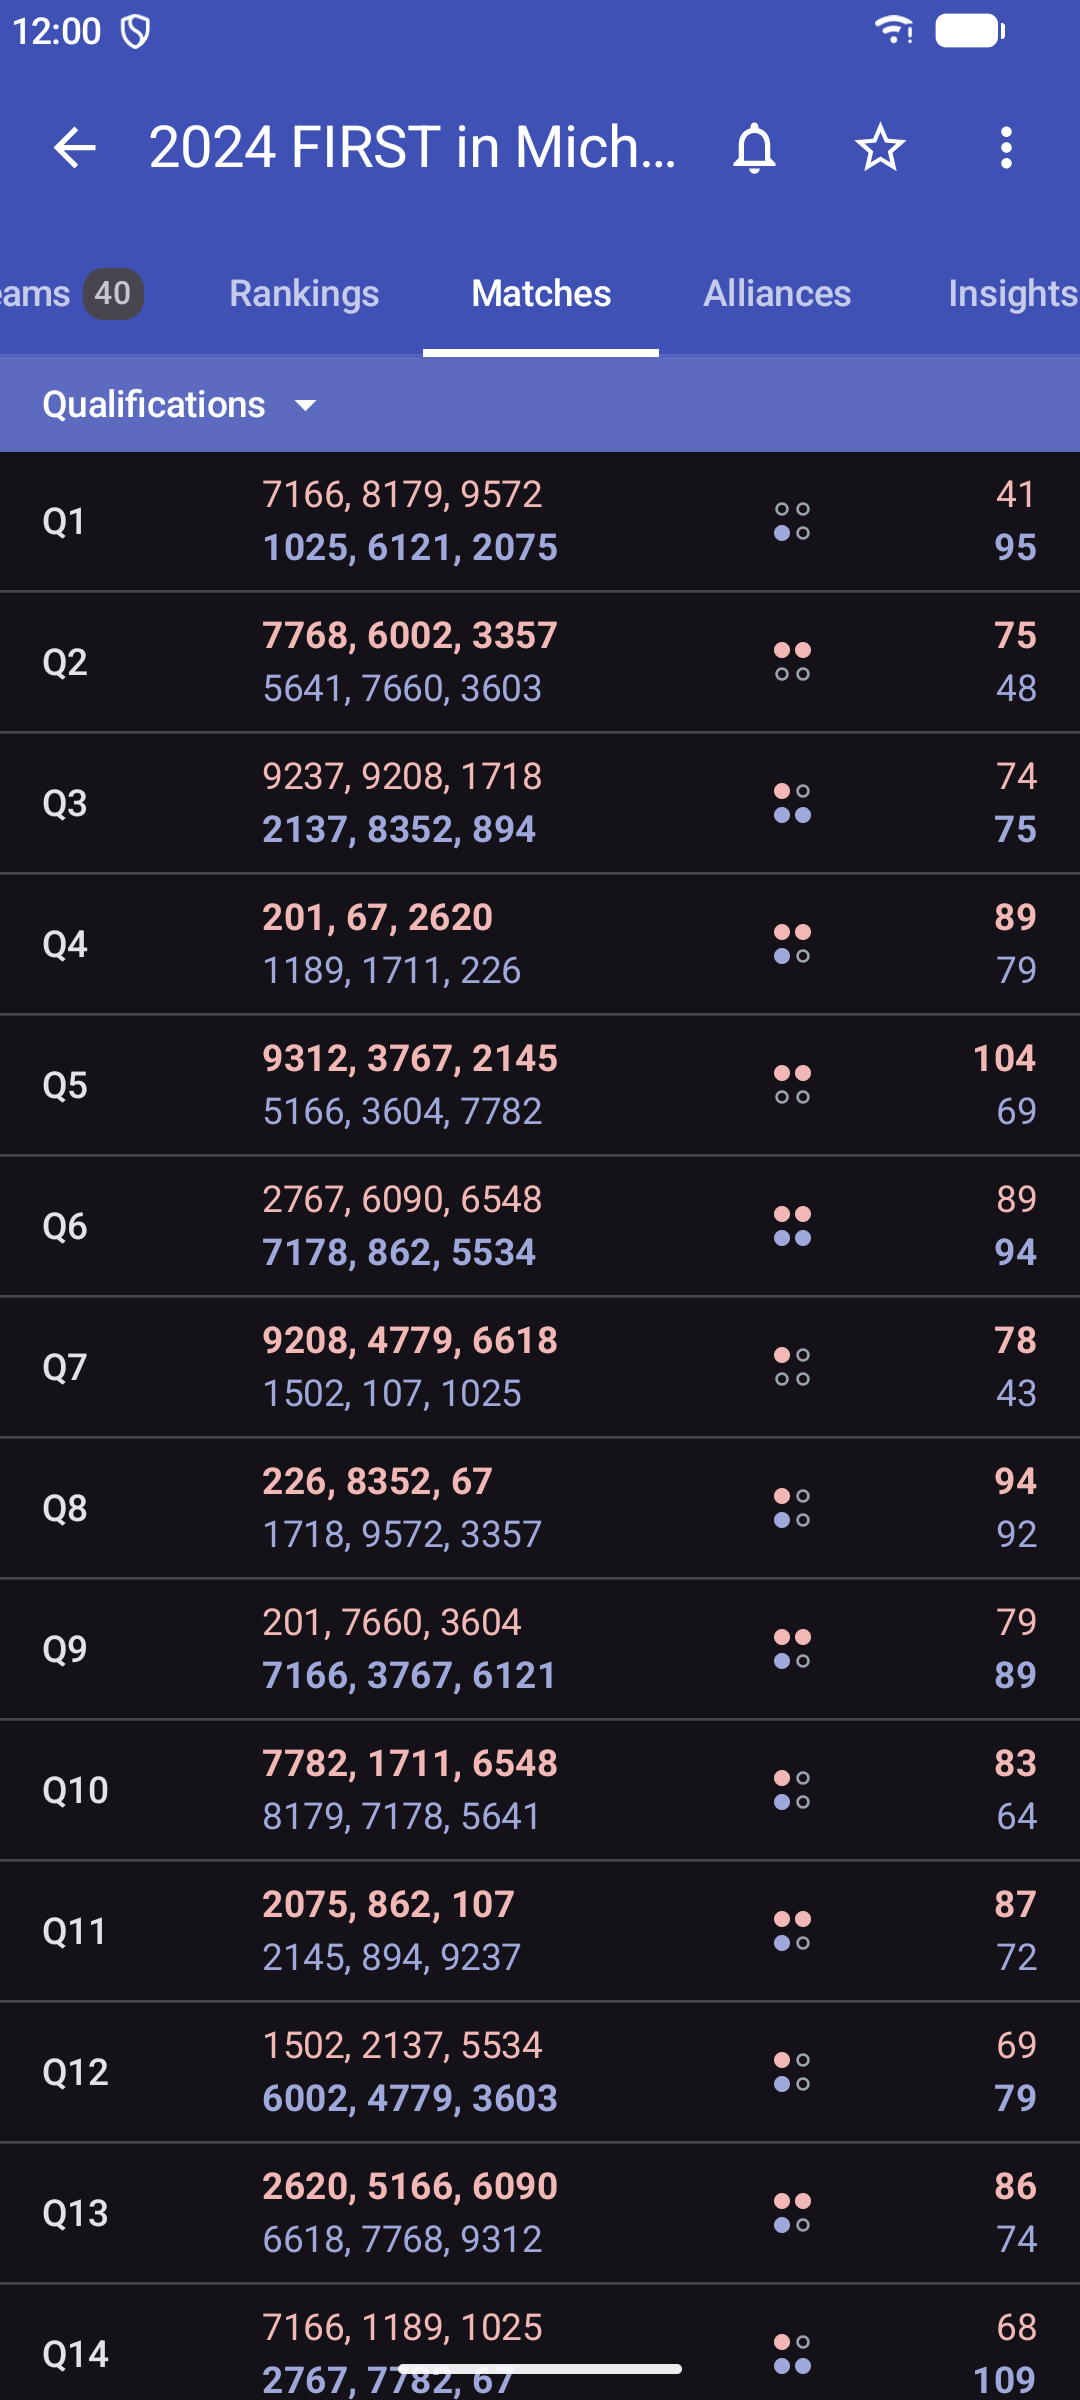 12:00
2024 FIRST in Mich...
eams 40 Rankings Matches Alliances Insights
Qualifications
Q1
7166, 8179, 9572 41
1025, 6121, 2075 95
Q2
7768, 6002, 3357 75
5641, 7660, 3603 48
Q3
9237, 9208, 1718 74
2137, 8352, 894 75
Q4
201, 67, 2620 89
1189, 1711, 226 79
Q5
9312, 3767, 2145 104
5166, 3604, 7782 69
Q6
2767, 6090, 6548 89
7178, 862, 5534 94
Q7
9208, 4779, 6618 78
1502, 107, 1025 43
Q8
226, 8352, 67 94
1718, 9572, 3357 92
Q9
201, 7660, 3604 79
7166, 3767, 6121 89
Q10
7782, 1711, 6548 83
8179, 7178, 5641 64
Q11
2075, 862, 107 87
2145, 894, 9237 72
Q12
1502, 2137, 5534 69
6002, 4779, 3603 79
Q13
2620, 5166, 6090 86
6618, 7768, 9312 74
Q14
7166, 1189, 1025 68
2767, 7782, 67 109